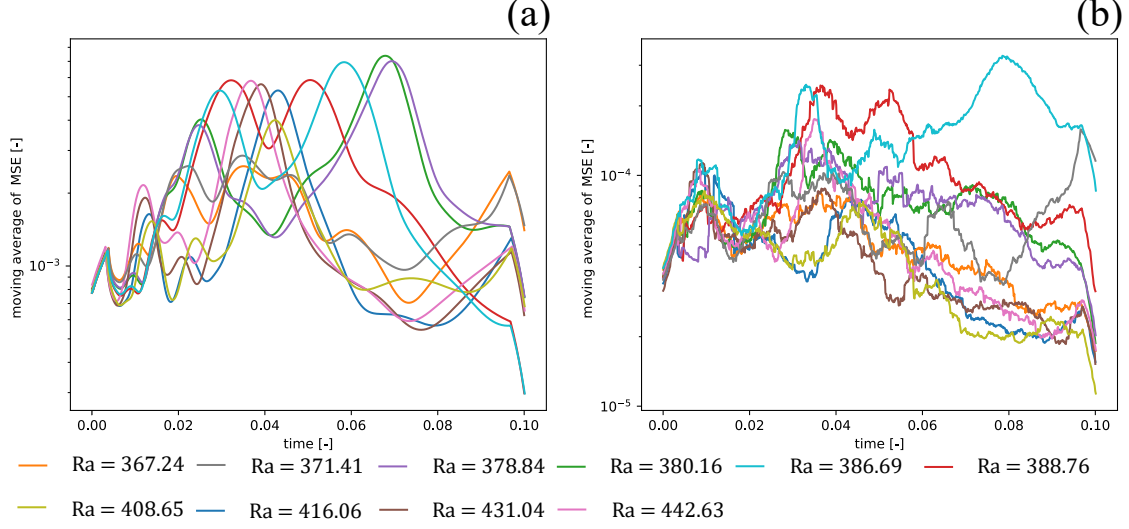 (a)
(b)
moving average of MSE [-]
10⁻³
0.00 0.02 0.04 0.06 0.08 0.10
time [-]
moving average of MSE [-]
10⁻⁴
10⁻⁵
0.00 0.02 0.04 0.06 0.08 0.10
time [-]
Ra = 367.24 Ra = 371.41 Ra = 378.84 Ra = 380.16 Ra = 386.69 Ra = 388.76
Ra = 408.65 Ra = 416.06 Ra = 431.04 Ra = 442.63